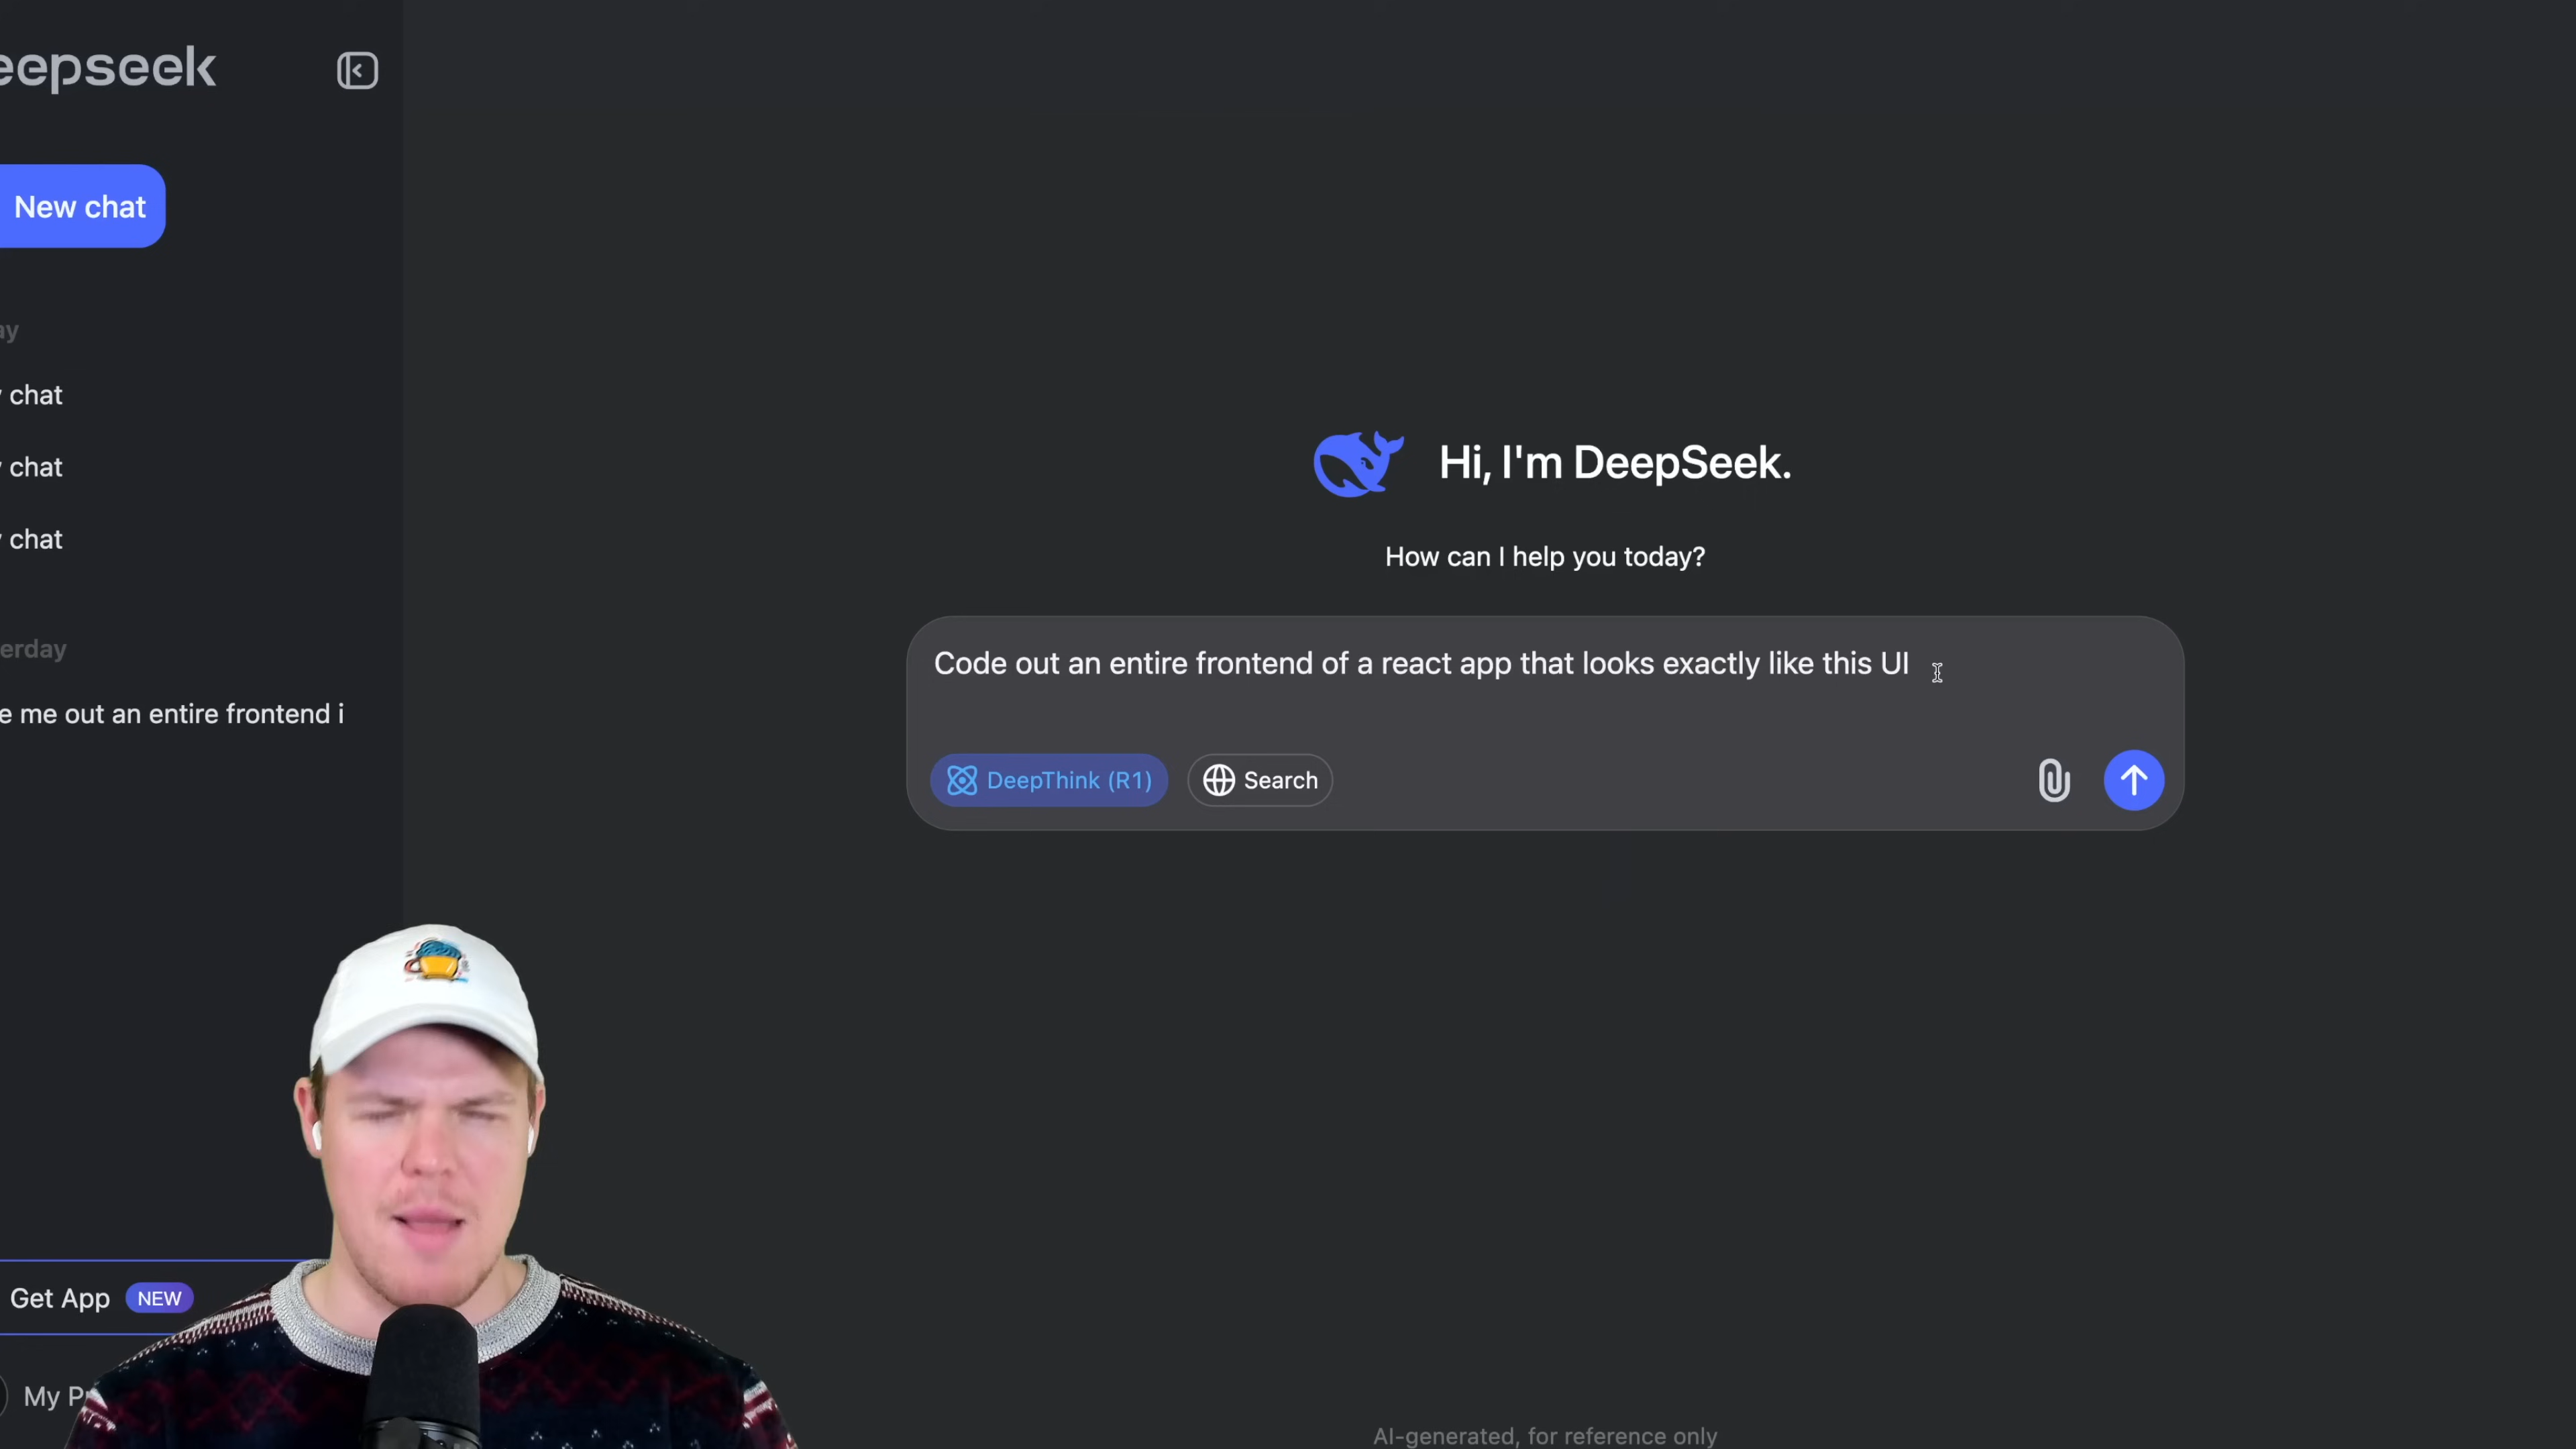 eepseek
New chat
ay
chat
chat
chat
erday
e me out an entire frontend i
Hi, I'm DeepSeek.
How can I help you today?
Code out an entire frontend of a react app that looks exactly like this UI
DeepThink (R1)
Search
Get App NEW
My P
AI-generated, for reference only